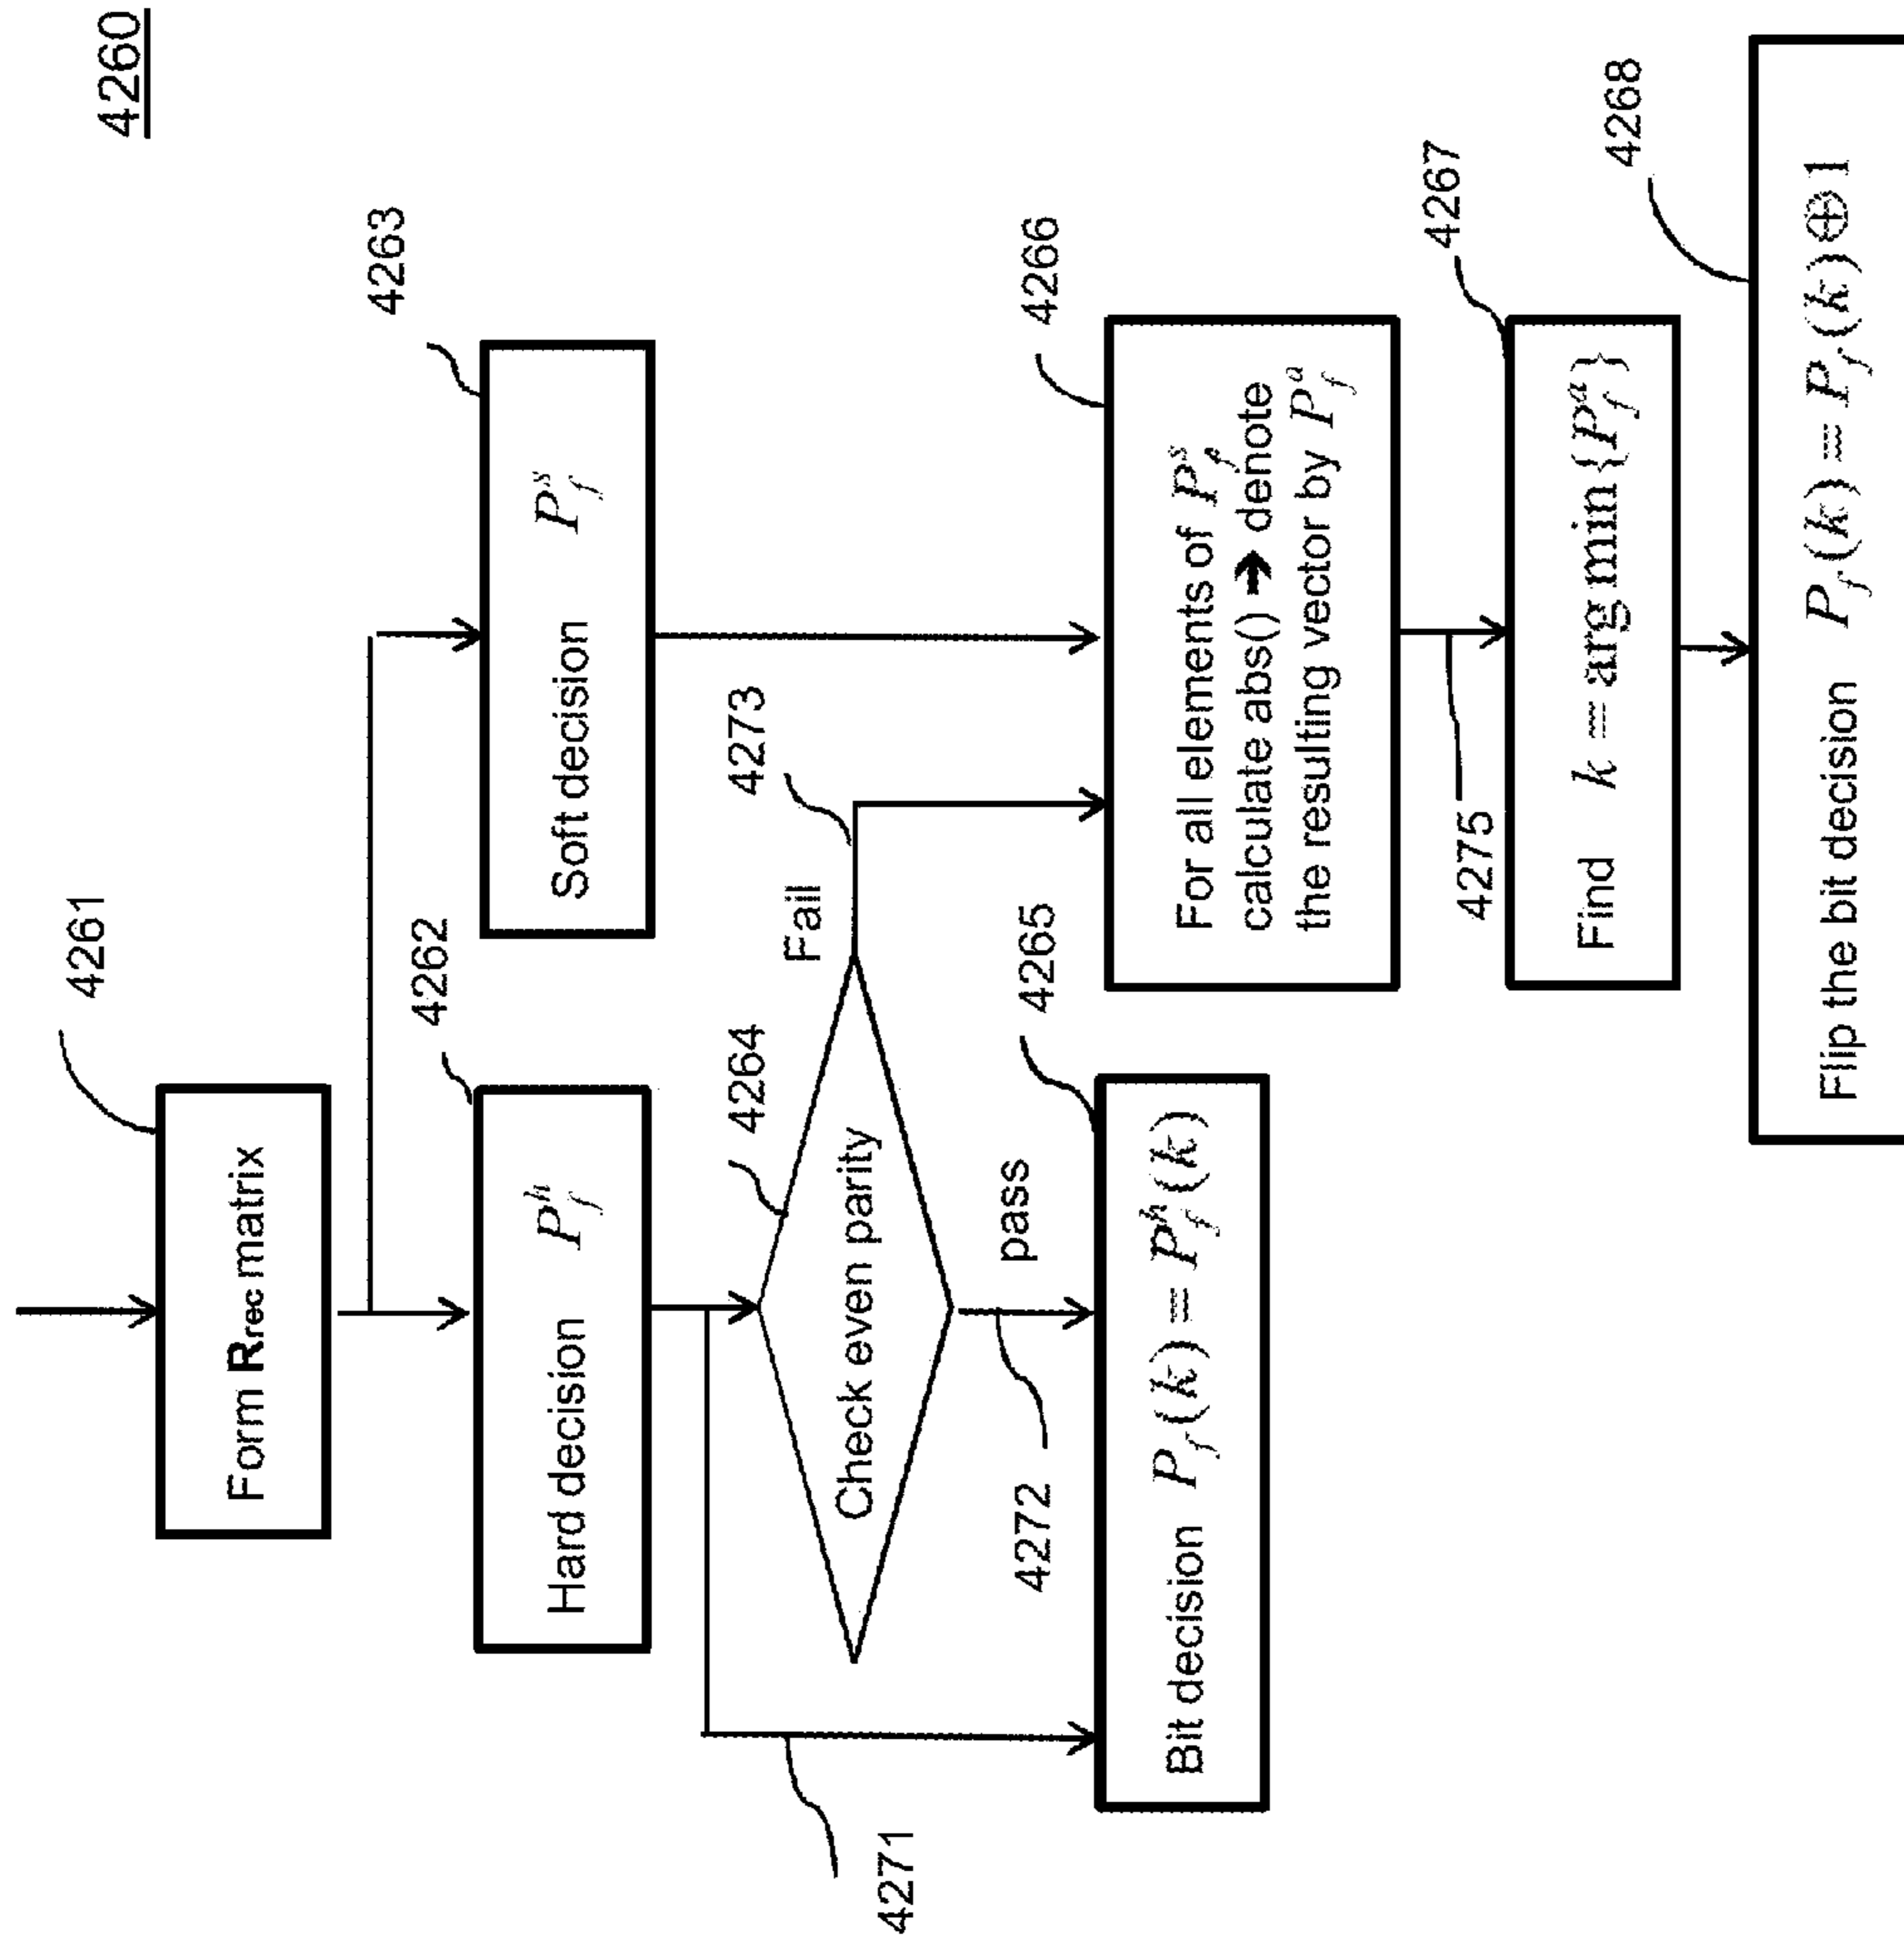 4260
4261
Form Rrec matrix
4262
Hard decision P_f^h
4263
Soft decision P_f^s
4264
Check even parity
Fail
4273
pass
4272
4271
4265
Bit decision P_f(k) = P_f^h(k)
4266
For all elements of P_f^s
calculate abs() ➔ denote
the resulting vector by P_f^a
4275
4267
Find k = arg min{P_f^a}
4268
Flip the bit decision P_f(k) = P_f(k) ⊕ 1